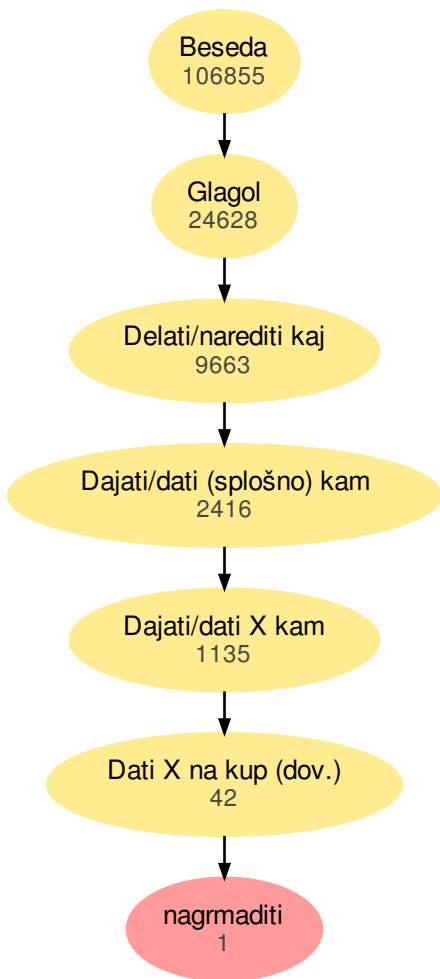 Beseda
106855
Glagol
24628
Delati/narediti kaj
9663
Dajati/dati (splošno) kam
2416
Dajati/dati X kam
1135
Dati X na kup (dov.)
42
nagrmaditi
1